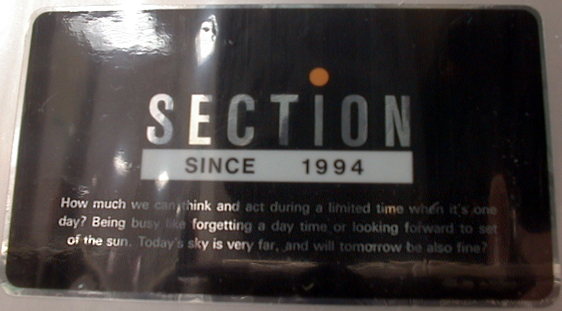 SECTION
SINCE 1994
How much we can think and act during a limited time when it's one
day? Being busy like forgetting a day time or looking forward to set
of the sun. Today's sky is very far, and will tomorrow be also fine?